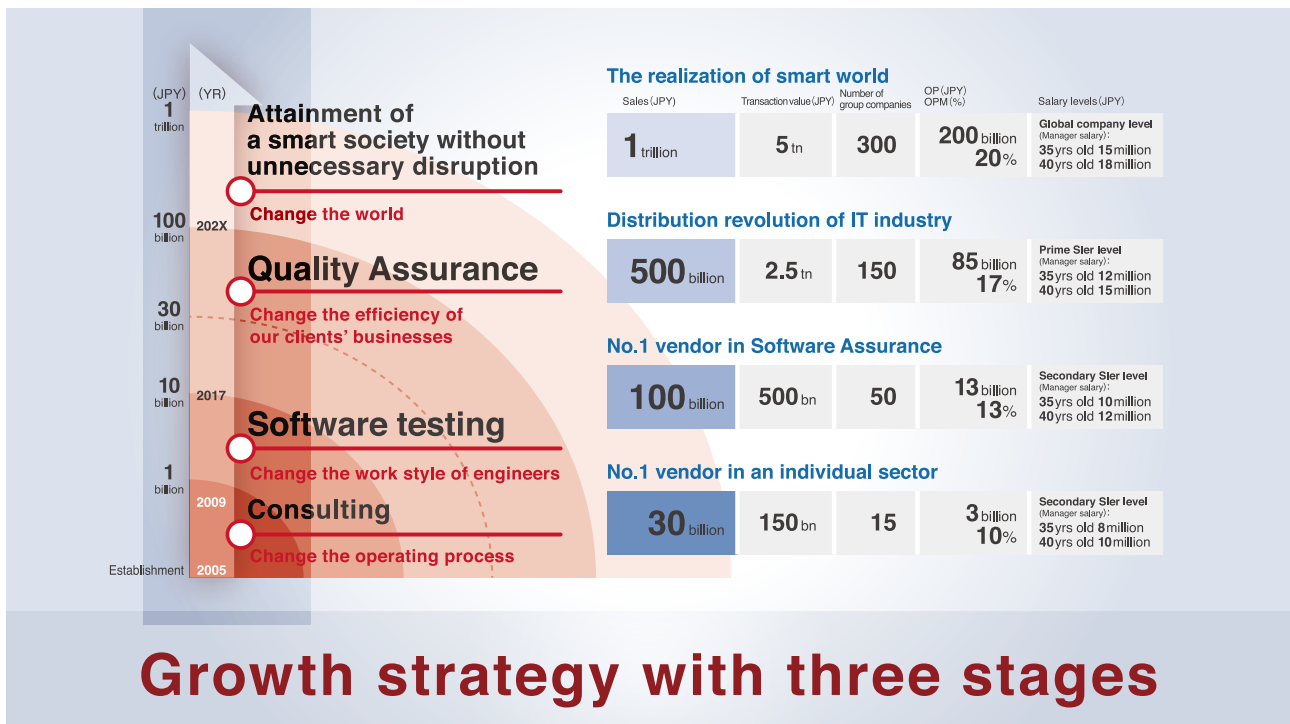 (JPY) (YR)
1
trillion
100
billion
202X
30
billion
10
billion
2017
1
billion
2009
Establishment 2005
Attainment of
a smart society without
unnecessary disruption
Change the world
Quality Assurance
Change the efficiency of
our clients' businesses
Software testing
Change the work style of engineers
Consulting
Change the operating process
The realization of smart world
Sales (JPY)
Transaction value (JPY)
Number of
group companies
OP (JPY)
OPM (%)
Salary levels (JPY)
1 trillion
5 tn
300
200 billion
20%
Global company level
(Manager salary):
35yrs old 15million
40yrs old 18million
Distribution revolution of IT industry
500 billion
2.5 tn
150
85 billion
17%
Prime SIer level
(Manager salary):
35yrs old 12million
40yrs old 15million
No.1 vendor in Software Assurance
100 billion
500 bn
50
13 billion
13%
Secondary SIer level
(Manager salary):
35yrs old 10million
40yrs old 12million
No.1 vendor in an individual sector
30 billion
150 bn
15
3 billion
10%
Secondary SIer level
(Manager salary):
35yrs old 8million
40yrs old 10million
Growth strategy with three stages